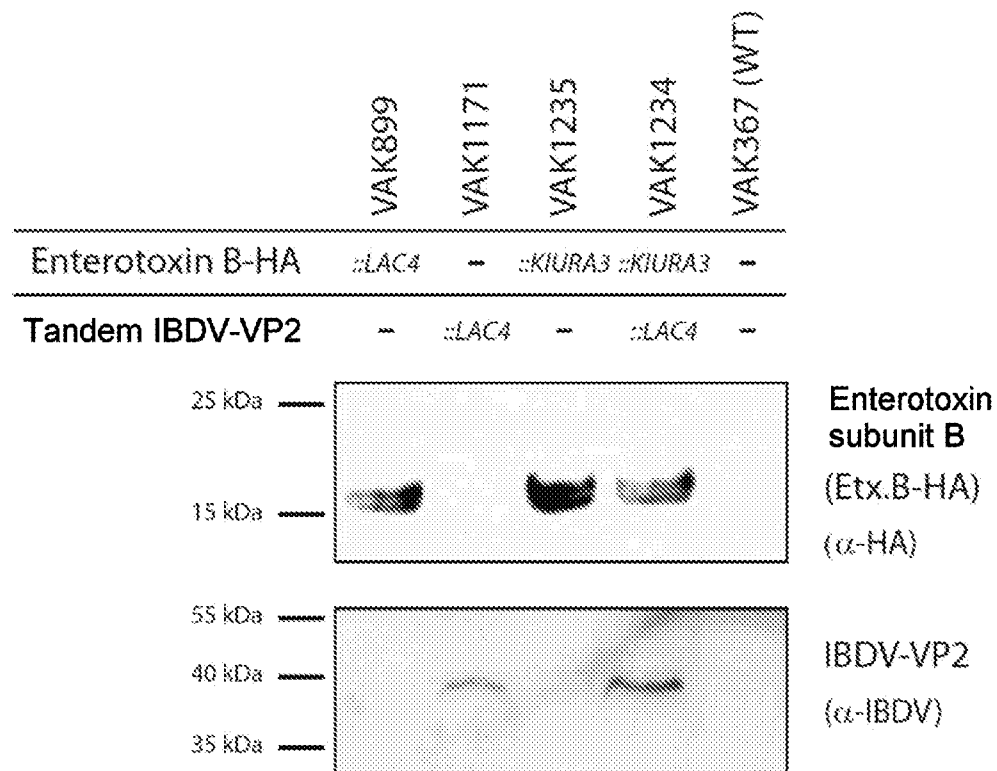 VAK899 VAK1171 VAK1235 VAK1234 VAK367 (WT)
Enterotoxin B-HA ::LAC4 – ::KlURA3 ::KlURA3 –
Tandem IBDV-VP2 – ::LAC4 – ::LAC4 –
25 kDa
15 kDa
Enterotoxin
subunit B
(Etx.B-HA)
(α-HA)
55 kDa
40 kDa
35 kDa
IBDV-VP2
(α-IBDV)